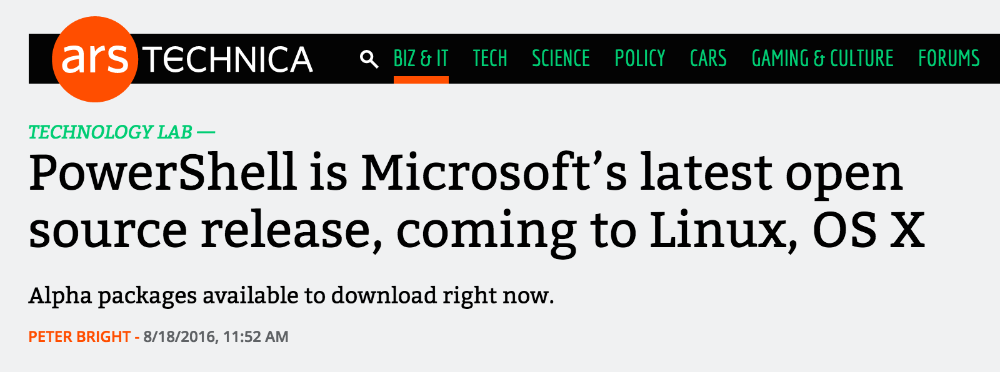 ars TECHNICA BIZ & IT TECH SCIENCE POLICY CARS GAMING & CULTURE FORUMS
TECHNOLOGY LAB —
PowerShell is Microsoft’s latest open
source release, coming to Linux, OS X
Alpha packages available to download right now.
PETER BRIGHT - 8/18/2016, 11:52 AM